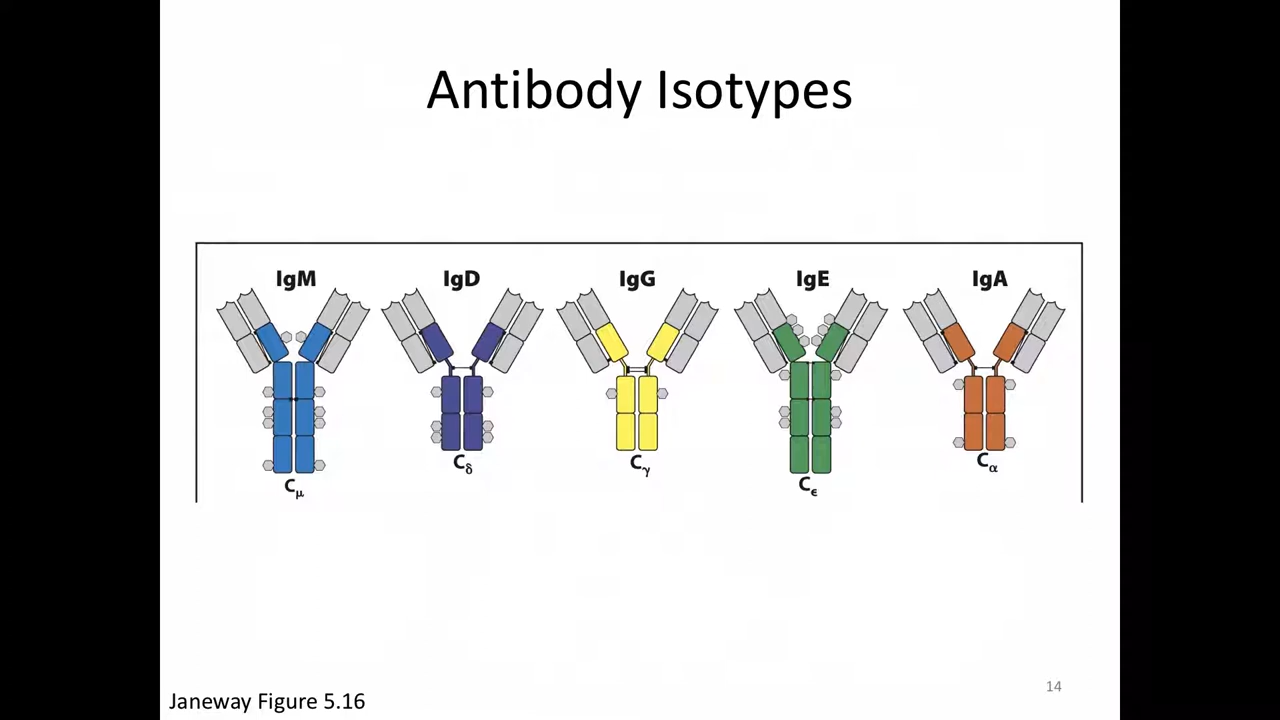 Antibody Isotypes
IgM IgD IgG IgE IgA
Cμ Cδ Cγ Cϵ Cα
Janeway Figure 5.16
14